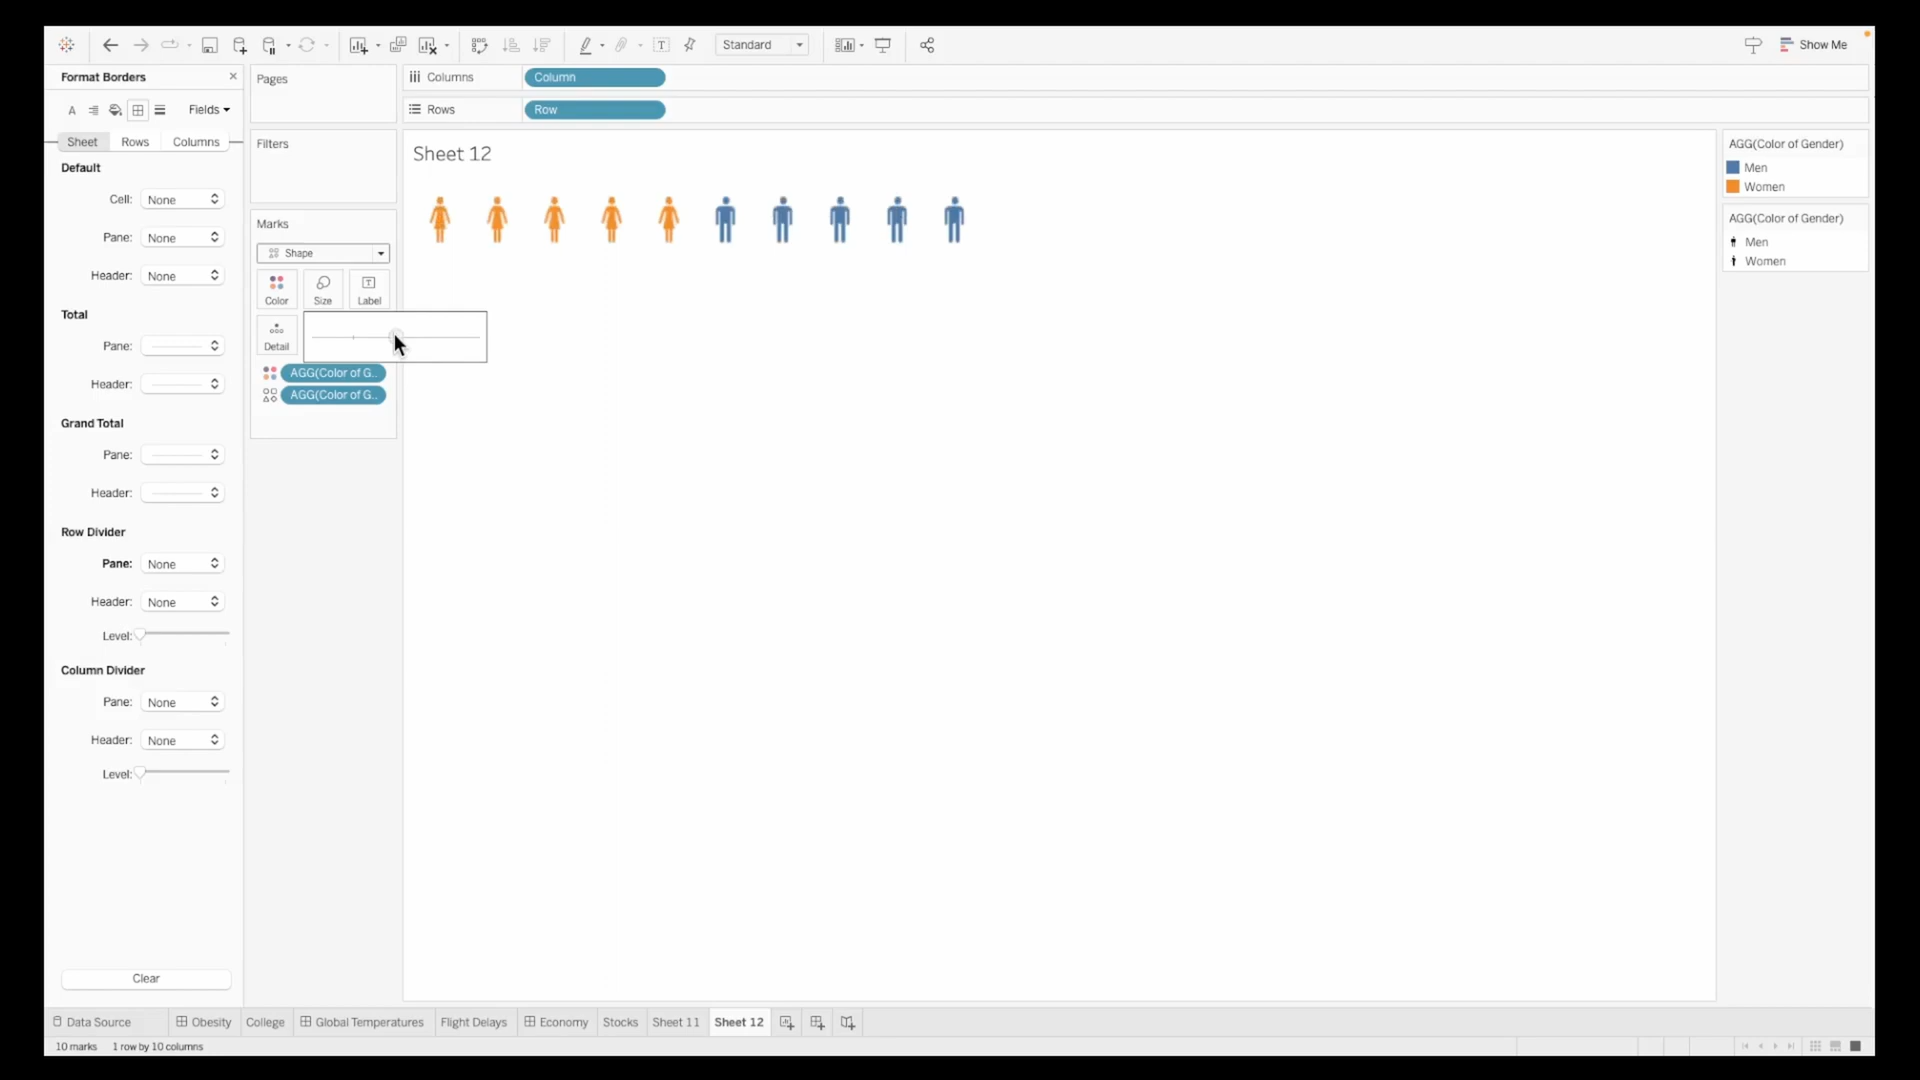 Standard
Show Me
Format Borders
Fields
Sheet Rows Columns
Default
Cell: None
Pane: None
Header: None
Total
Pane:
Header:
Grand Total
Pane:
Header:
Row Divider
Pane: None
Header: None
Level:
Column Divider
Pane: None
Header: None
Level:
Clear
Pages
Filters
Marks
Shape
Color Size Label
Detail
AGG(Color of G..
AGG(Color of G..
Columns Column
Rows Row
Sheet 12
AGG(Color of Gender)
Men
Women
AGG(Color of Gender)
Men
Women
Data Source Obesity College Global Temperatures Flight Delays Economy Stocks Sheet 11 Sheet 12
10 marks 1 row by 10 columns